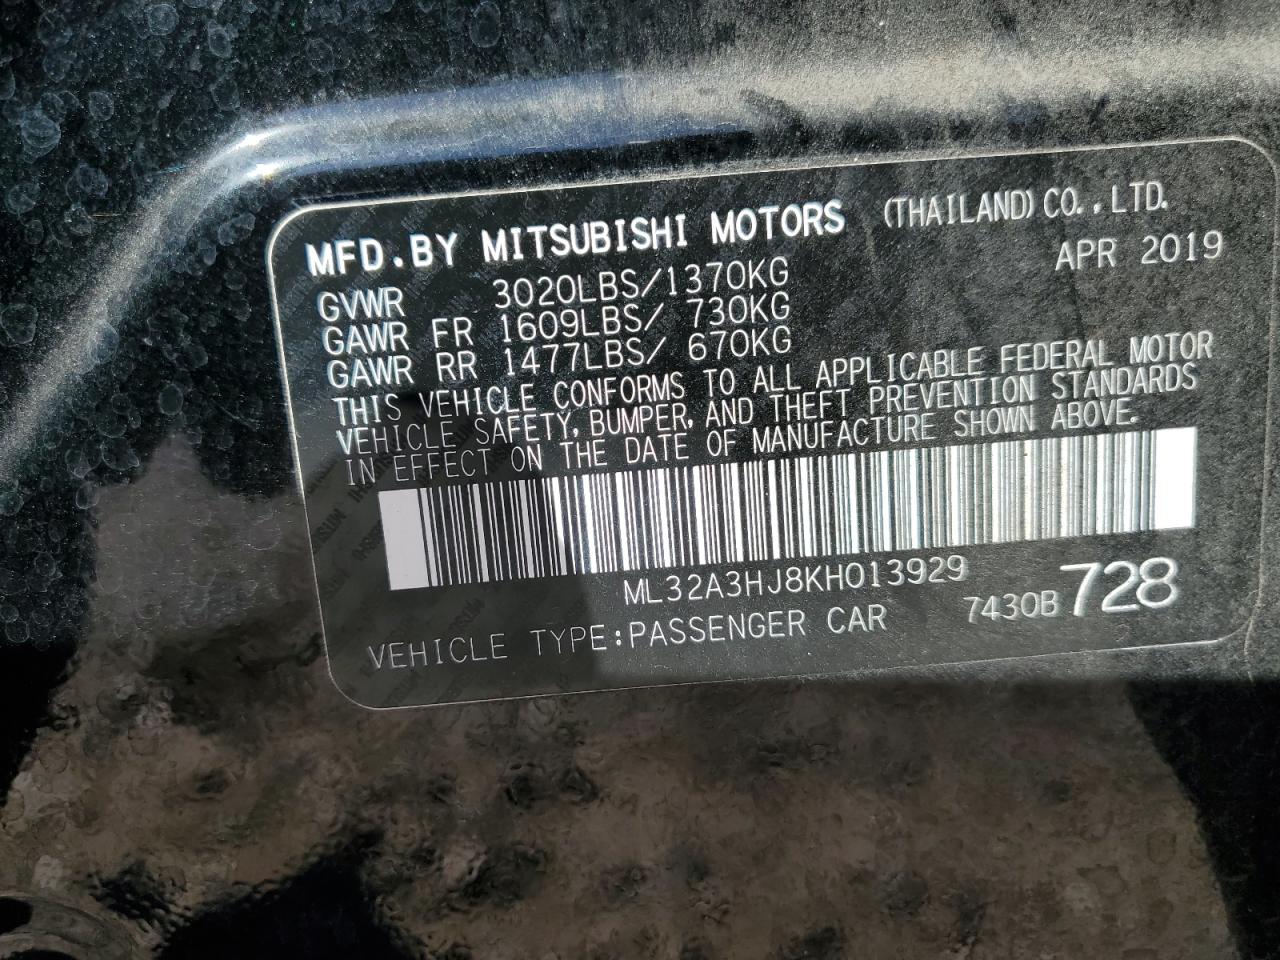 MFD.BY MITSUBISHI MOTORS (THAILAND) CO.,LTD.
APR 2019
GVWR 3020LBS/1370KG
GAWR FR 1609LBS/ 730KG
GAWR RR 1477LBS/ 670KG
THIS VEHICLE CONFORMS TO ALL APPLICABLE FEDERAL MOTOR
VEHICLE SAFETY, BUMPER, AND THEFT PREVENTION STANDARDS
IN EFFECT ON THE DATE OF MANUFACTURE SHOWN ABOVE.
ML32A3HJ8KH013929
VEHICLE TYPE:PASSENGER CAR 7430B 728